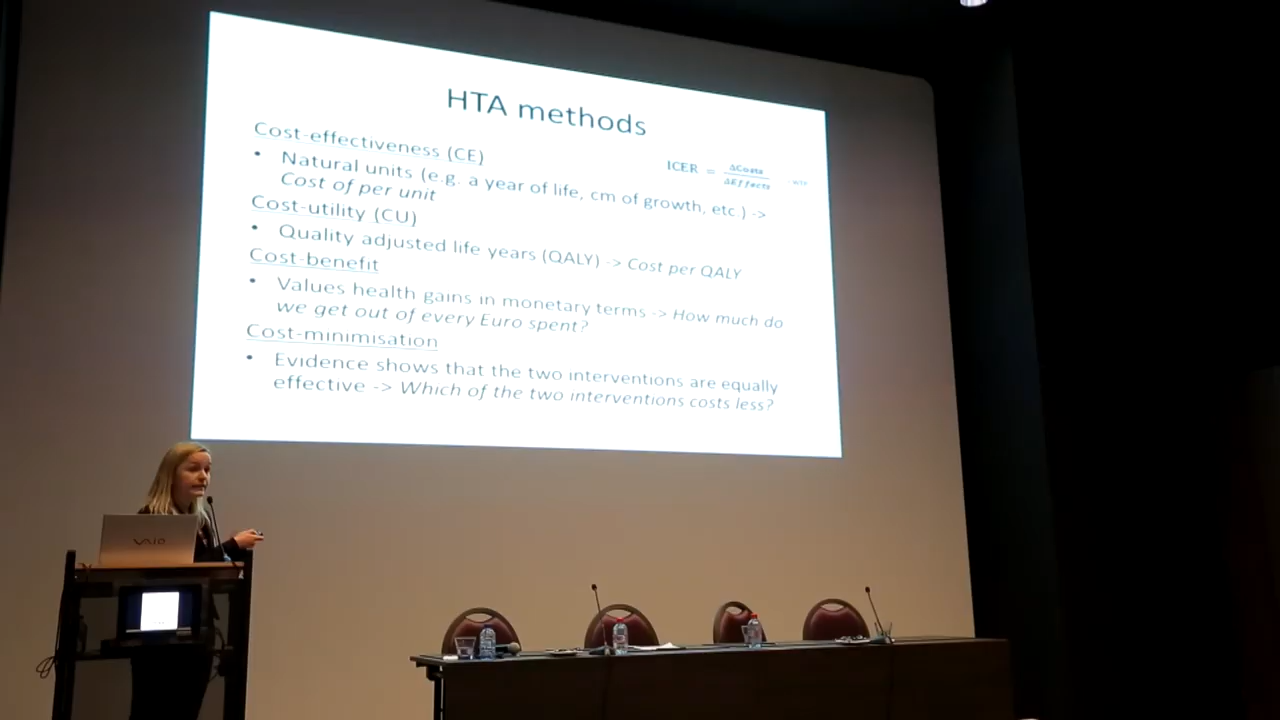 HTA methods
Cost-effectiveness (CE)
ICER = ΔCosts
ΔEffects
• Natural units (e.g. a year of life, cm of growth, etc.) ->
Cost of per unit
Cost-utility (CU)
• Quality adjusted life years (QALY) -> Cost per QALY
Cost-benefit
• Values health gains in monetary terms -> How much do
we get out of every Euro spent?
Cost-minimisation
• Evidence shows that the two interventions are equally
effective -> Which of the two interventions costs less?
VAIO